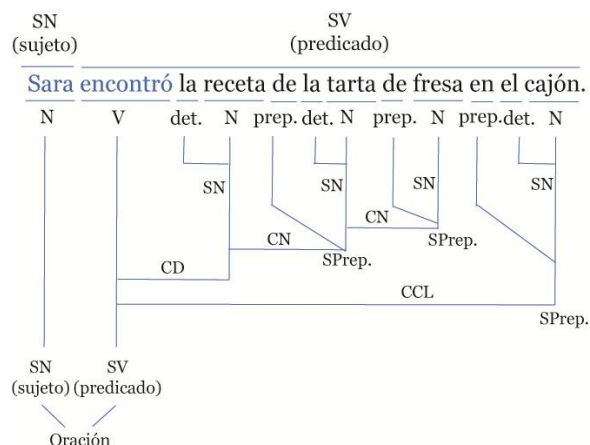 SN SV
(sujeto) (predicado)
Sara encontró la receta de la tarta de fresa en el cajón.
N V det. N prep. det. N prep. N prep. det. N
SN SN SN SN
CN CN
SPrep. SPrep.
CD
CCL
SPrep.
SN SV
(sujeto) (predicado)
Oración